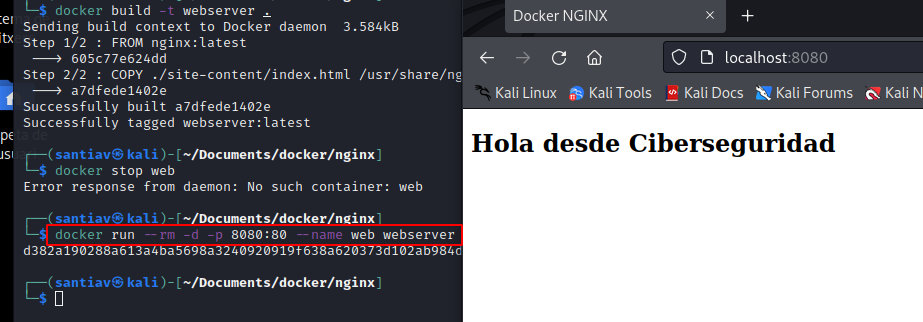 └─$ docker build -t webserver .
Sending build context to Docker daemon  3.584kB
Step 1/2 : FROM nginx:latest
 ---> 605c77e624dd
Step 2/2 : COPY ./site-content/index.html /usr/share/ng
 ---> a7dfede1402e
Successfully built a7dfede1402e
Successfully tagged webserver:latest
┌──(santiav㉿kali)-[~/Documents/docker/nginx]
└─$ docker stop web
Error response from daemon: No such container: web
┌──(santiav㉿kali)-[~/Documents/docker/nginx]
└─$ docker run --rm -d -p 8080:80 --name web webserver
d382a190288a613a4ba5698a3240920919f638a620373d102ab984d
┌──(santiav㉿kali)-[~/Documents/docker/nginx]
└─$
Docker NGINX
localhost:8080
Kali Linux Kali Tools Kali Docs Kali Forums Kali N
Hola desde Ciberseguridad